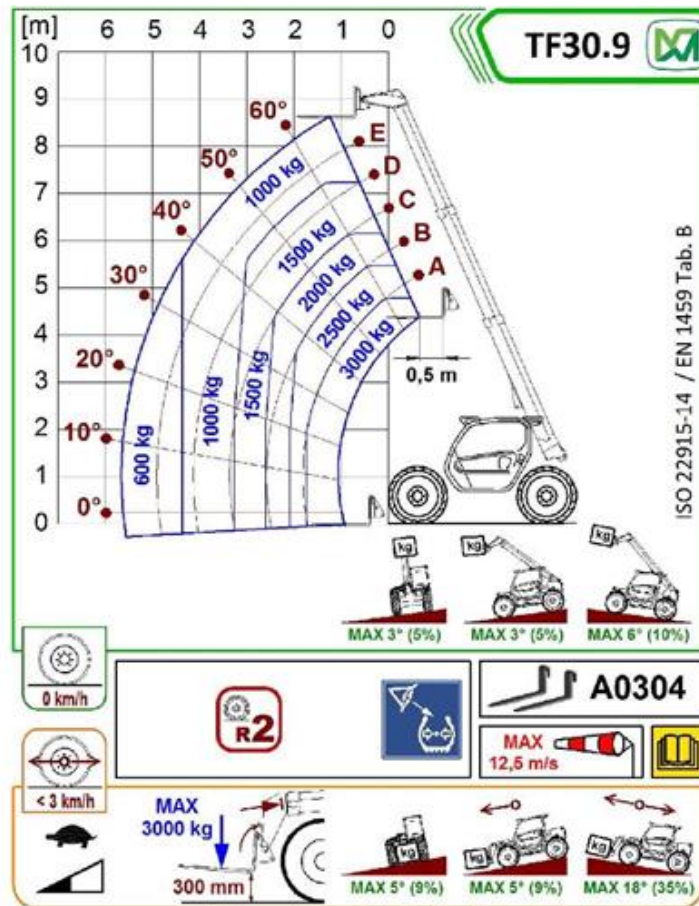 [m] 6 5 4 3 2 1 0
TF30.9
10
9
8
7
6
5
4
3
2
1
0
60°
50°
40°
30°
20°
10°
0°
E
D
C
B
A
1000 kg
1500 kg
2000 kg
2500 kg
3000 kg
600 kg
1000 kg
1500 kg
0,5 m
ISO 22915-14 / EN 1459 Tab. B
kg
kg
kg
MAX 3° (5%)
MAX 3° (5%)
MAX 6° (10%)
0 km/h
R2
A0304
MAX
12,5 m/s
< 3 km/h
MAX
3000 kg
300 mm
kg
kg
kg
MAX 5° (9%)
MAX 5° (9%)
MAX 18° (35%)